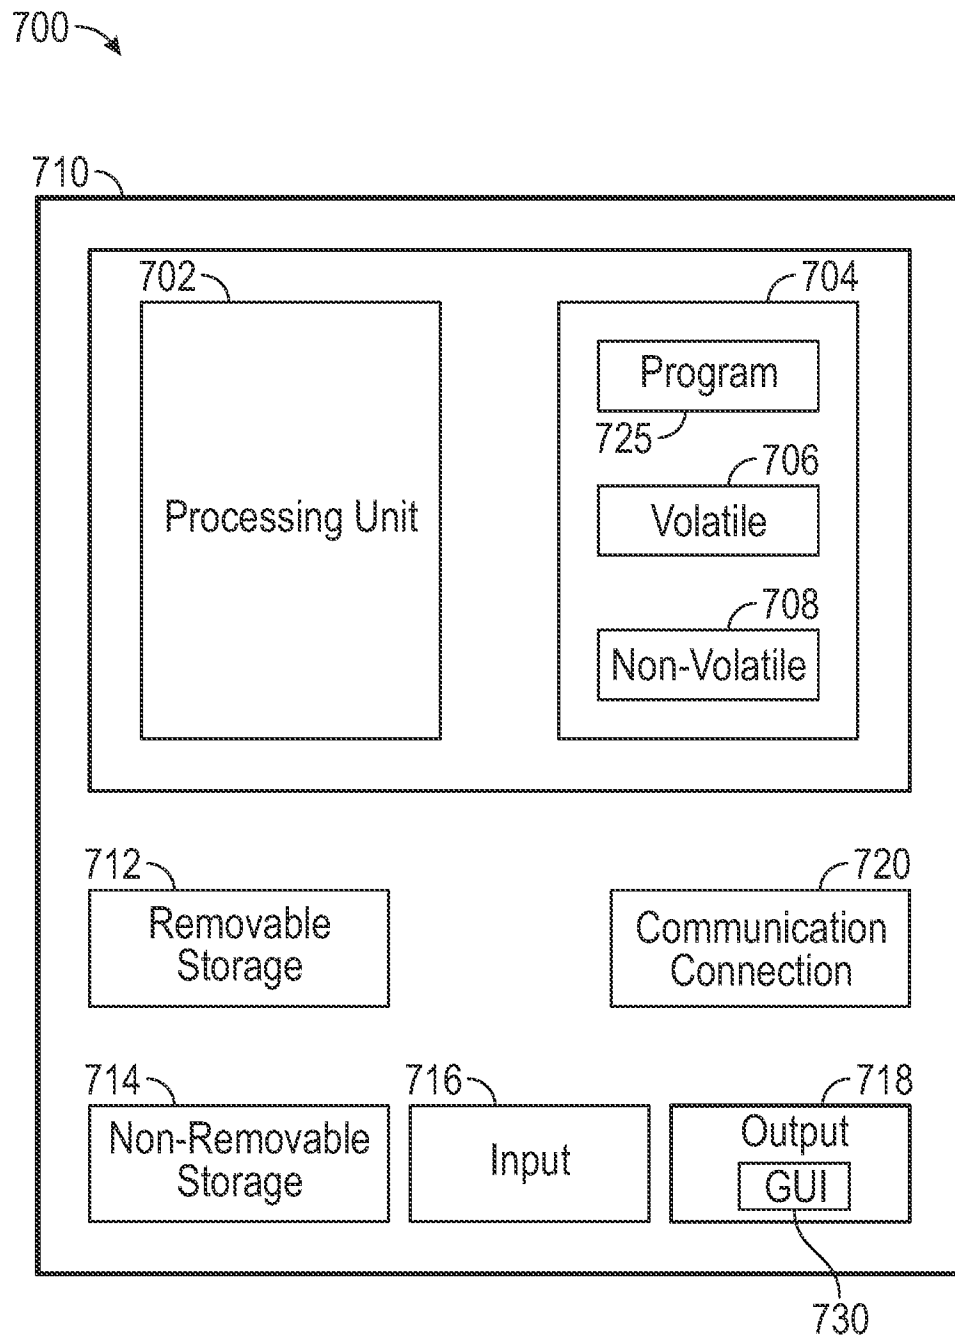 700
710
702
704
Program
725
Processing Unit
706
Volatile
708
Non-Volatile
712
720
Removable
Storage
Communication
Connection
714
716
718
Non-Removable
Storage
Input
Output
GUI
730